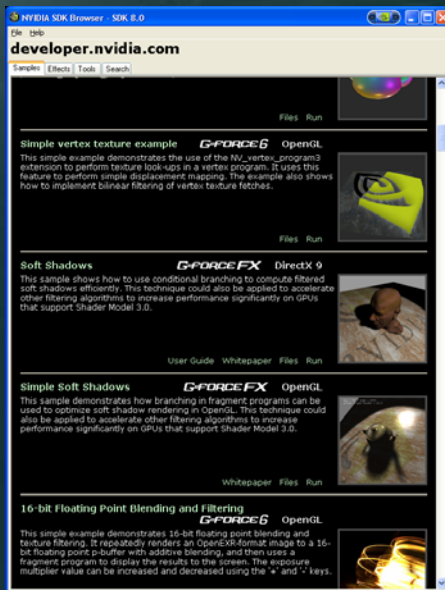 NVIDIA SDK Browser - SDK 8.0
File Help
developer.nvidia.com
Samples Effects Tools Search
Files Run
Simple vertex texture example GeFORCE6 OpenGL
This simple example demonstrates the use of the NV_vertex_program3
extension to perform texture look-ups in a vertex program. It uses this
feature to perform simple displacement mapping. The example also shows
how to implement bilinear filtering of vertex texture fetches.
Files Run
Soft Shadows GeFORCE FX DirectX 9
This sample shows how to use conditional branching to compute filtered
soft shadows efficiently. This technique could also be applied to accelerate
other filtering algorithms to increase performance significantly on GPUs
that support Shader Model 3.0.
User Guide Whitepaper Files Run
Simple Soft Shadows GeFORCE FX OpenGL
This sample demonstrates how branching in fragment programs can be
used to optimize soft shadow rendering in OpenGL. This technique could
also be applied to accelerate other filtering algorithms to increase
performance significantly on GPUs that support Shader Model 3.0.
Whitepaper Files Run
16-bit Floating Point Blending and Filtering
GeFORCE6 OpenGL
This simple example demonstrates 16-bit floating point blending and
texture filtering. It repeatedly renders an OpenEXR-format image to a 16-
bit floating point p-buffer with additive blending, and then uses a
fragment program to display the results to the screen. The exposure
multiplier value can be increased and decreased using the '+' and '-' keys.